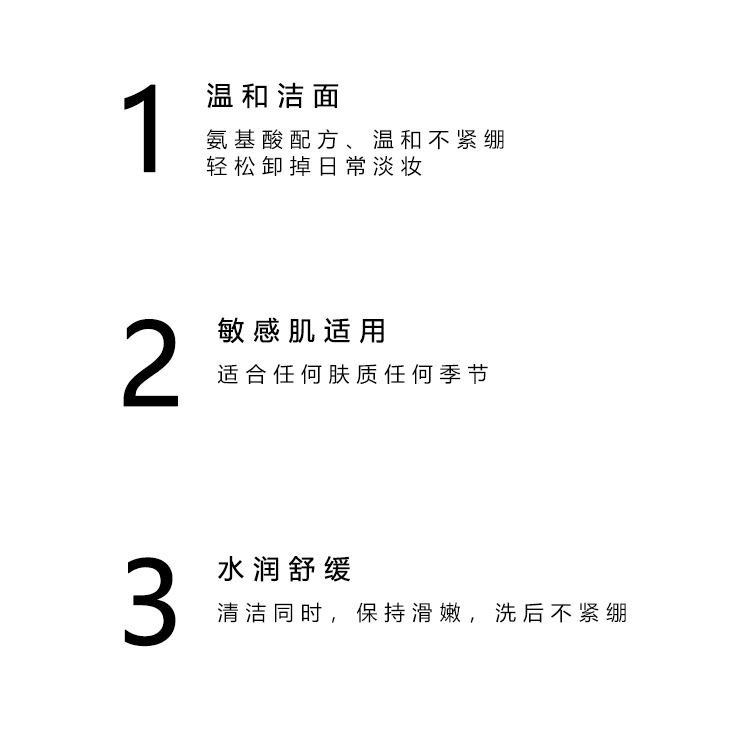 1
温和洁面
氨基酸配方、温和不紧绷
轻松卸掉日常淡妆
2
敏感肌适用
适合任何肤质任何季节
3
水润舒缓
清洁同时，保持滑嫩，洗后不紧绷